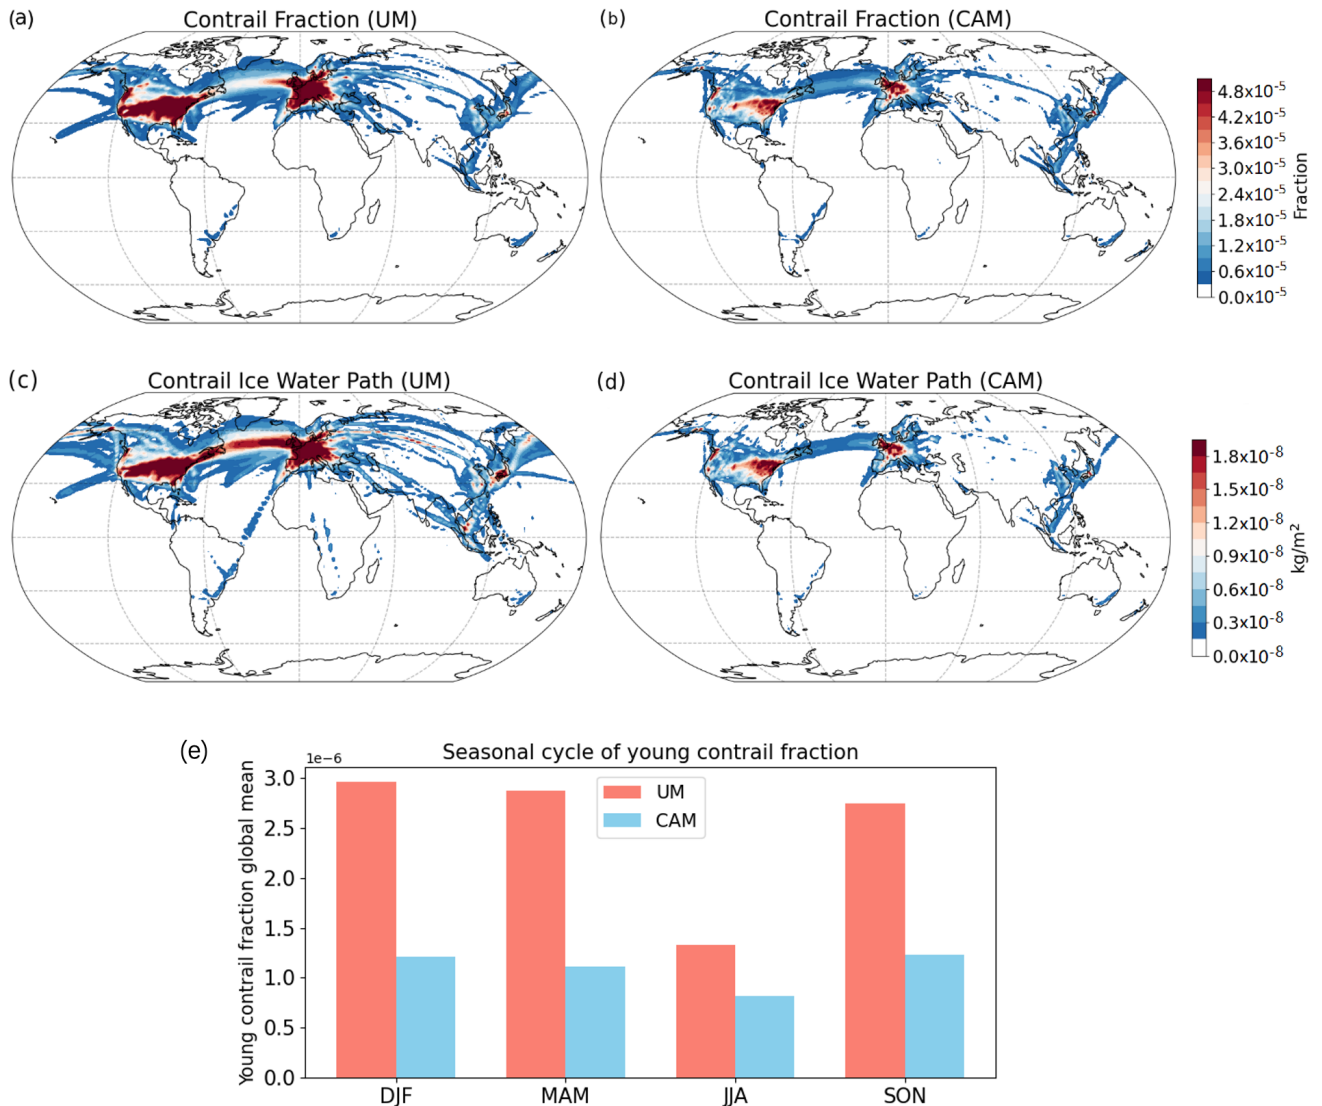 (a) Contrail Fraction (UM)
(b) Contrail Fraction (CAM)
4.8x10⁻⁵
4.2x10⁻⁵
3.6x10⁻⁵
3.0x10⁻⁵
2.4x10⁻⁵
1.8x10⁻⁵
1.2x10⁻⁵
0.6x10⁻⁵
0.0x10⁻⁵
Fraction
(c) Contrail Ice Water Path (UM)
(d) Contrail Ice Water Path (CAM)
1.8x10⁻⁸
1.5x10⁻⁸
1.2x10⁻⁸
0.9x10⁻⁸
0.6x10⁻⁸
0.3x10⁻⁸
0.0x10⁻⁸
kg/m²
(e) Seasonal cycle of young contrail fraction
1e−6
Young contrail fraction global mean
3.0
2.5
2.0
1.5
1.0
0.5
0.0
UM
CAM
DJF MAM JJA SON